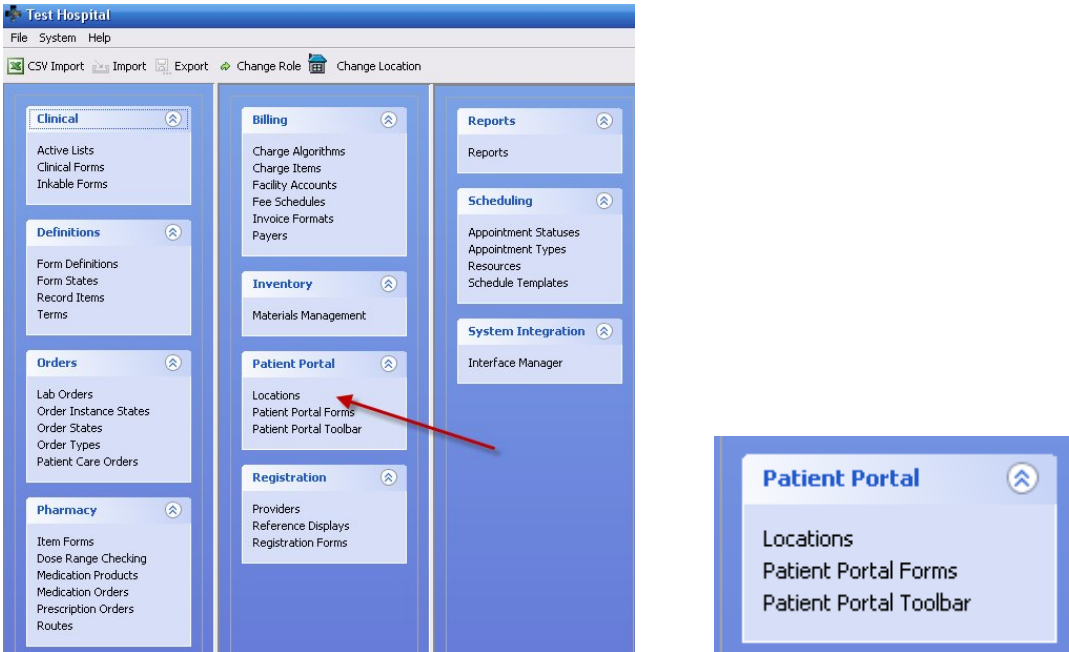 Test Hospital
File System Help
CSV Import Import Export Change Role Change Location
Clinical
Active Lists
Clinical Forms
Inkable Forms
Definitions
Form Definitions
Form States
Record Items
Terms
Orders
Lab Orders
Order Instance States
Order States
Order Types
Patient Care Orders
Pharmacy
Item Forms
Dose Range Checking
Medication Products
Medication Orders
Prescription Orders
Routes
Billing
Charge Algorithms
Charge Items
Facility Accounts
Fee Schedules
Invoice Formats
Payers
Inventory
Materials Management
Patient Portal
Locations
Patient Portal Forms
Patient Portal Toolbar
Registration
Providers
Reference Displays
Registration Forms
Reports
Reports
Scheduling
Appointment Statuses
Appointment Types
Resources
Schedule Templates
System Integration
Interface Manager
Patient Portal
Locations
Patient Portal Forms
Patient Portal Toolbar